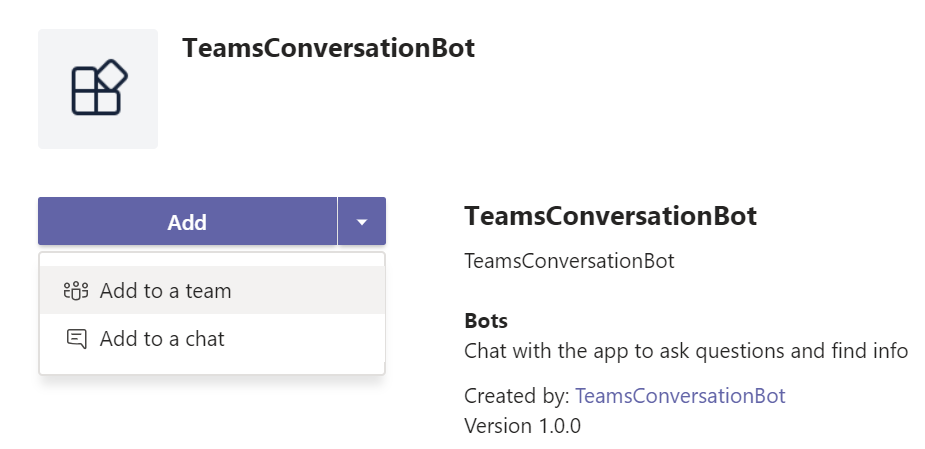 TeamsConversationBot
Add
Add to a team
Add to a chat
TeamsConversationBot
TeamsConversationBot
Bots
Chat with the app to ask questions and find info
Created by: TeamsConversationBot
Version 1.0.0